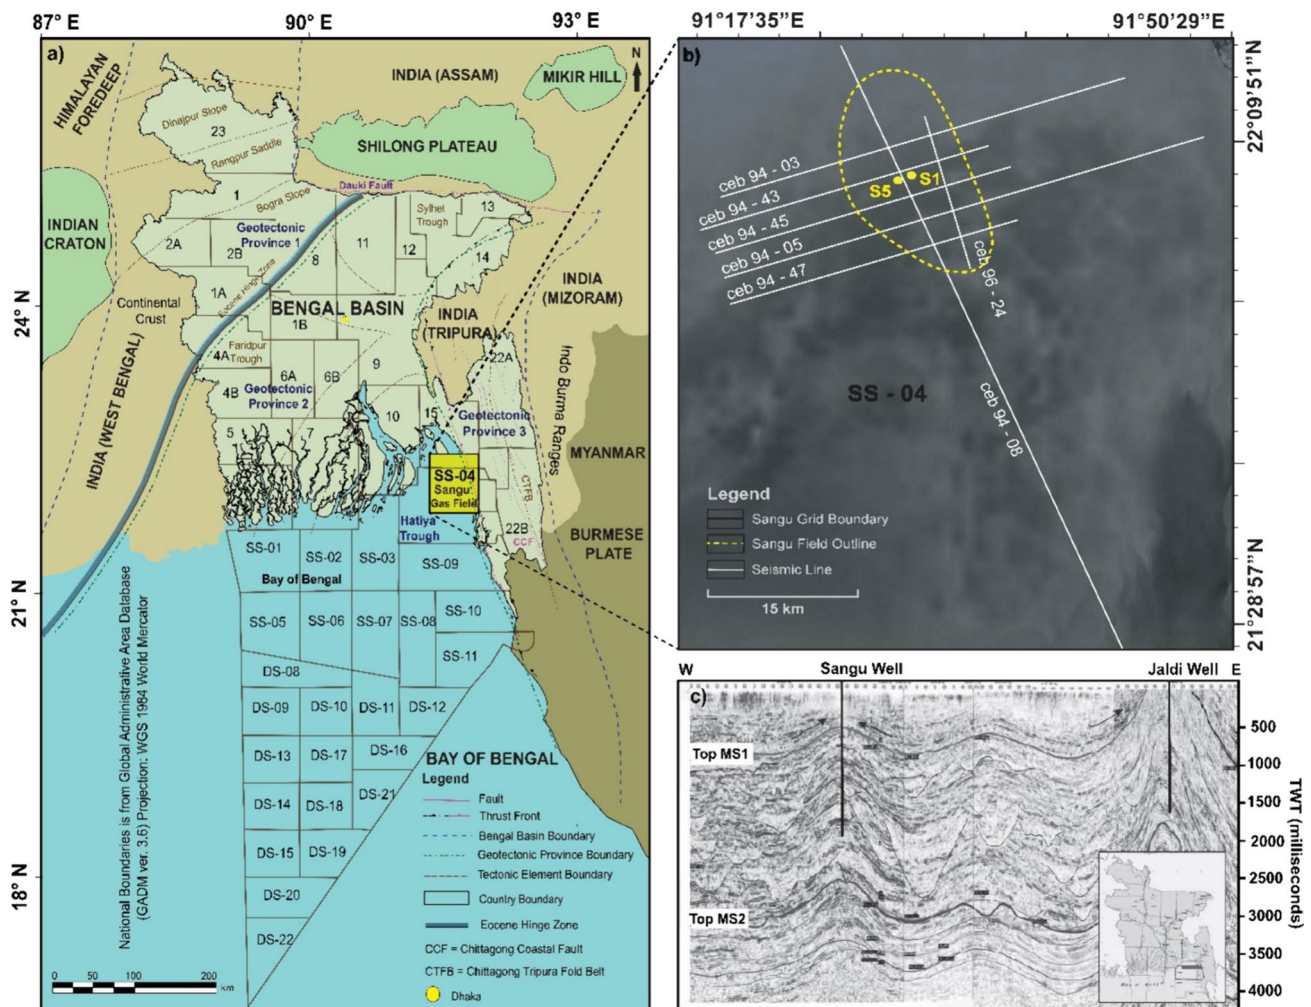 87° E
90° E
93° E
91°17'35"E
91°50'29"E
a)
N
INDIA (ASSAM)
MIKIR HILL
HIMALAYAN
FOREDEEP
Dinajpur Slope
23
Rangpur Saddle
SHILONG PLATEAU
Dauki Fault
1
Bogra Slope
INDIAN
CRATON
Geotectonic
Province 1
2A
2B
8
11
12
Sylhet
Trough
13
14
1A
Eocene Hinge Zone
Continental
Crust
BENGAL BASIN
1B
INDIA
(MIZORAM)
INDIA
(TRIPURA)
24° N
4A
Faridpur
Trough
22A
9
6A
6B
4B
Geotectonic
Province 2
INDIA (WEST BENGAL)
Indo Burma Ranges
5
7
10
15
Geotectonic
Province 3
MYANMAR
SS-04
Sangu
Gas Field
CTFB
22B
CCF
Hatiya
Trough
BURMESE
PLATE
SS-01
SS-02
SS-03
SS-09
Bay of Bengal
21° N
SS-05
SS-06
SS-07
SS-08
SS-10
SS-11
DS-08
DS-09
DS-10
DS-11
DS-12
DS-13
DS-17
DS-16
DS-14
DS-18
DS-21
DS-15
DS-19
DS-20
DS-22
18° N
National Boundaries is from Global Administrative Area Database
(GADM ver. 3.6) Projection: WGS 1984 World Mercator
BAY OF BENGAL
Legend
Fault
Thrust Front
Bengal Basin Boundary
Geotectonic Province Boundary
Tectonic Element Boundary
Country Boundary
Eocene Hinge Zone
CCF = Chittagong Coastal Fault
CTFB = Chittagong Tripura Fold Belt
Dhaka
0 50 100 200
km
b)
22°09'51"N
21°28'57"N
ceb 94 - 03
ceb 94 - 43
ceb 94 - 45
ceb 94 - 05
ceb 94 - 47
S5
S1
ceb 96 - 24
ceb 94 - 08
SS - 04
Legend
Sangu Grid Boundary
Sangu Field Outline
Seismic Line
15 km
W
Sangu Well
Jaldi Well
E
c)
Top MS1
Top MS2
500
1000
1500
2000
2500
3000
3500
4000
TWT (milliseconds)